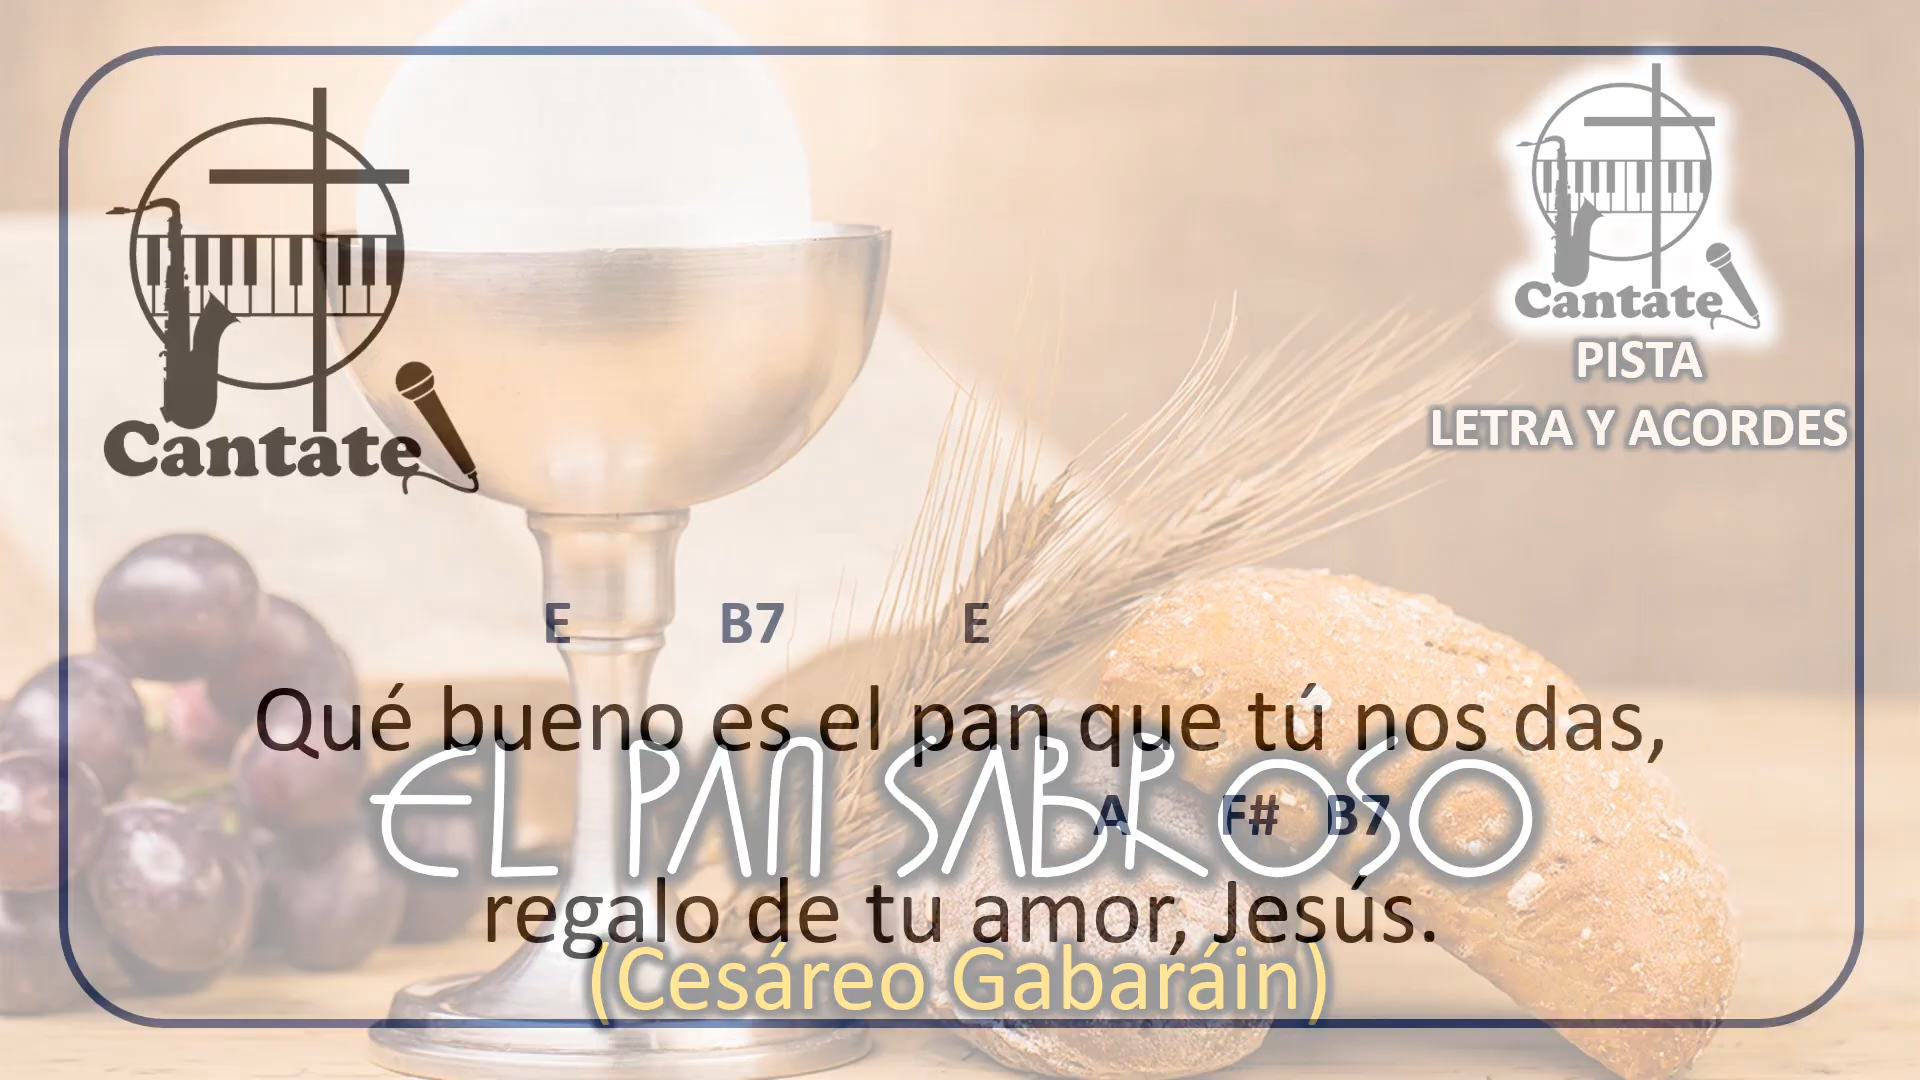 Cantate
Cantate
PISTA
LETRA Y ACORDES
E B7 E
Qué bueno es el pan que tú nos das,
EL PAN SABROSO
A F# B7
regalo de tu amor, Jesús.
(Cesáreo Gabaráin)